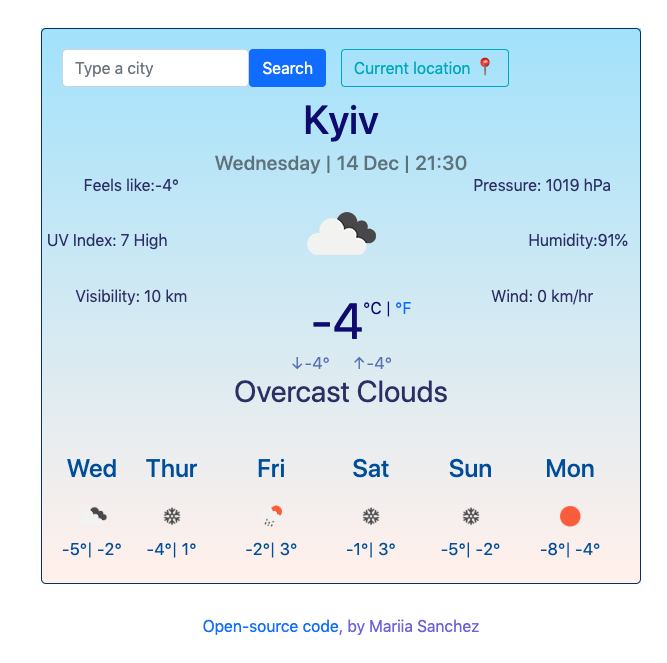 Type a city Search Current location
Kyiv
Wednesday | 14 Dec | 21:30
Feels like:-4° Pressure: 1019 hPa
UV Index: 7 High Humidity:91%
Visibility: 10 km Wind: 0 km/hr
-4°C | °F
↓-4° ↑-4°
Overcast Clouds
Wed Thur Fri Sat Sun Mon
-5°| -2° -4°| 1° -2°| 3° -1°| 3° -5°| -2° -8°| -4°
Open-source code, by Mariia Sanchez